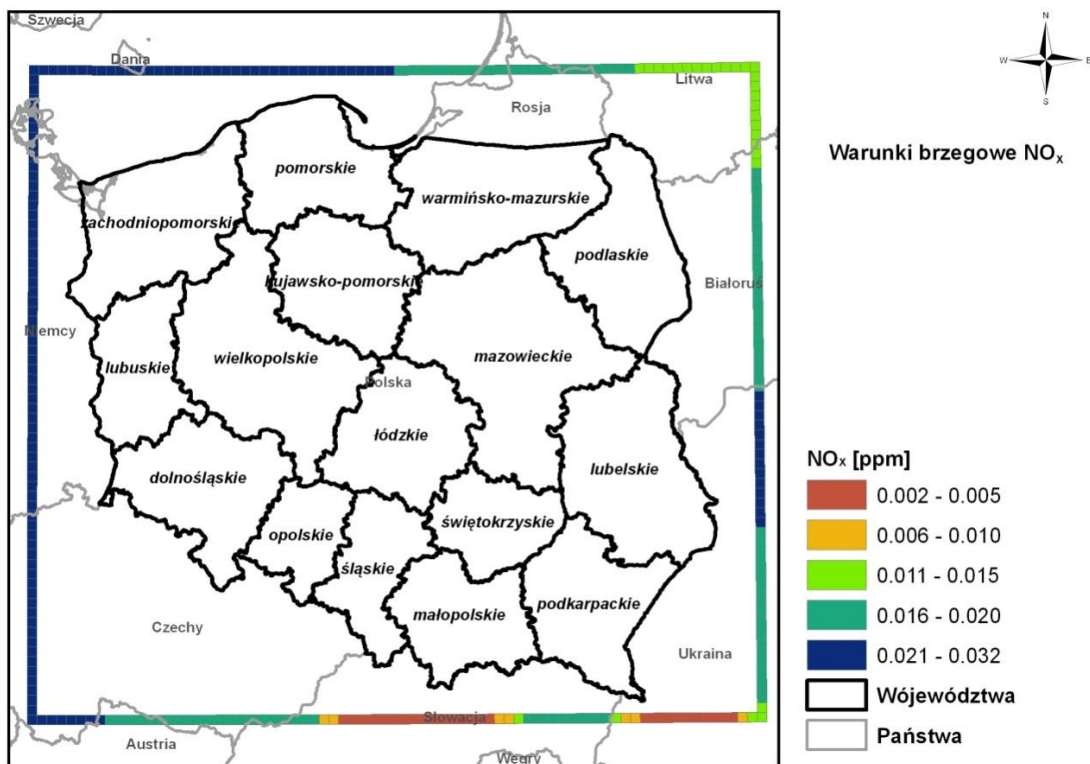 Szwecja
Dania
Litwa
Rosja
N
W
E
S
Warunki brzegowe NOx
pomorskie
warmińsko-mazurskie
zachodniopomorskie
podlaskie
kujawsko-pomorskie
Białoruś
Niemcy
wielkopolskie
mazowieckie
lubuskie
Polska
łódzkie
lubelskie
dolnośląskie
świętokrzyskie
opolskie
śląskie
podkarpackie
małopolskie
Czechy
Ukraina
Słowacja
Austria
Węgry
NOx [ppm]
0.002 - 0.005
0.006 - 0.010
0.011 - 0.015
0.016 - 0.020
0.021 - 0.032
Wójewództwa
Państwa